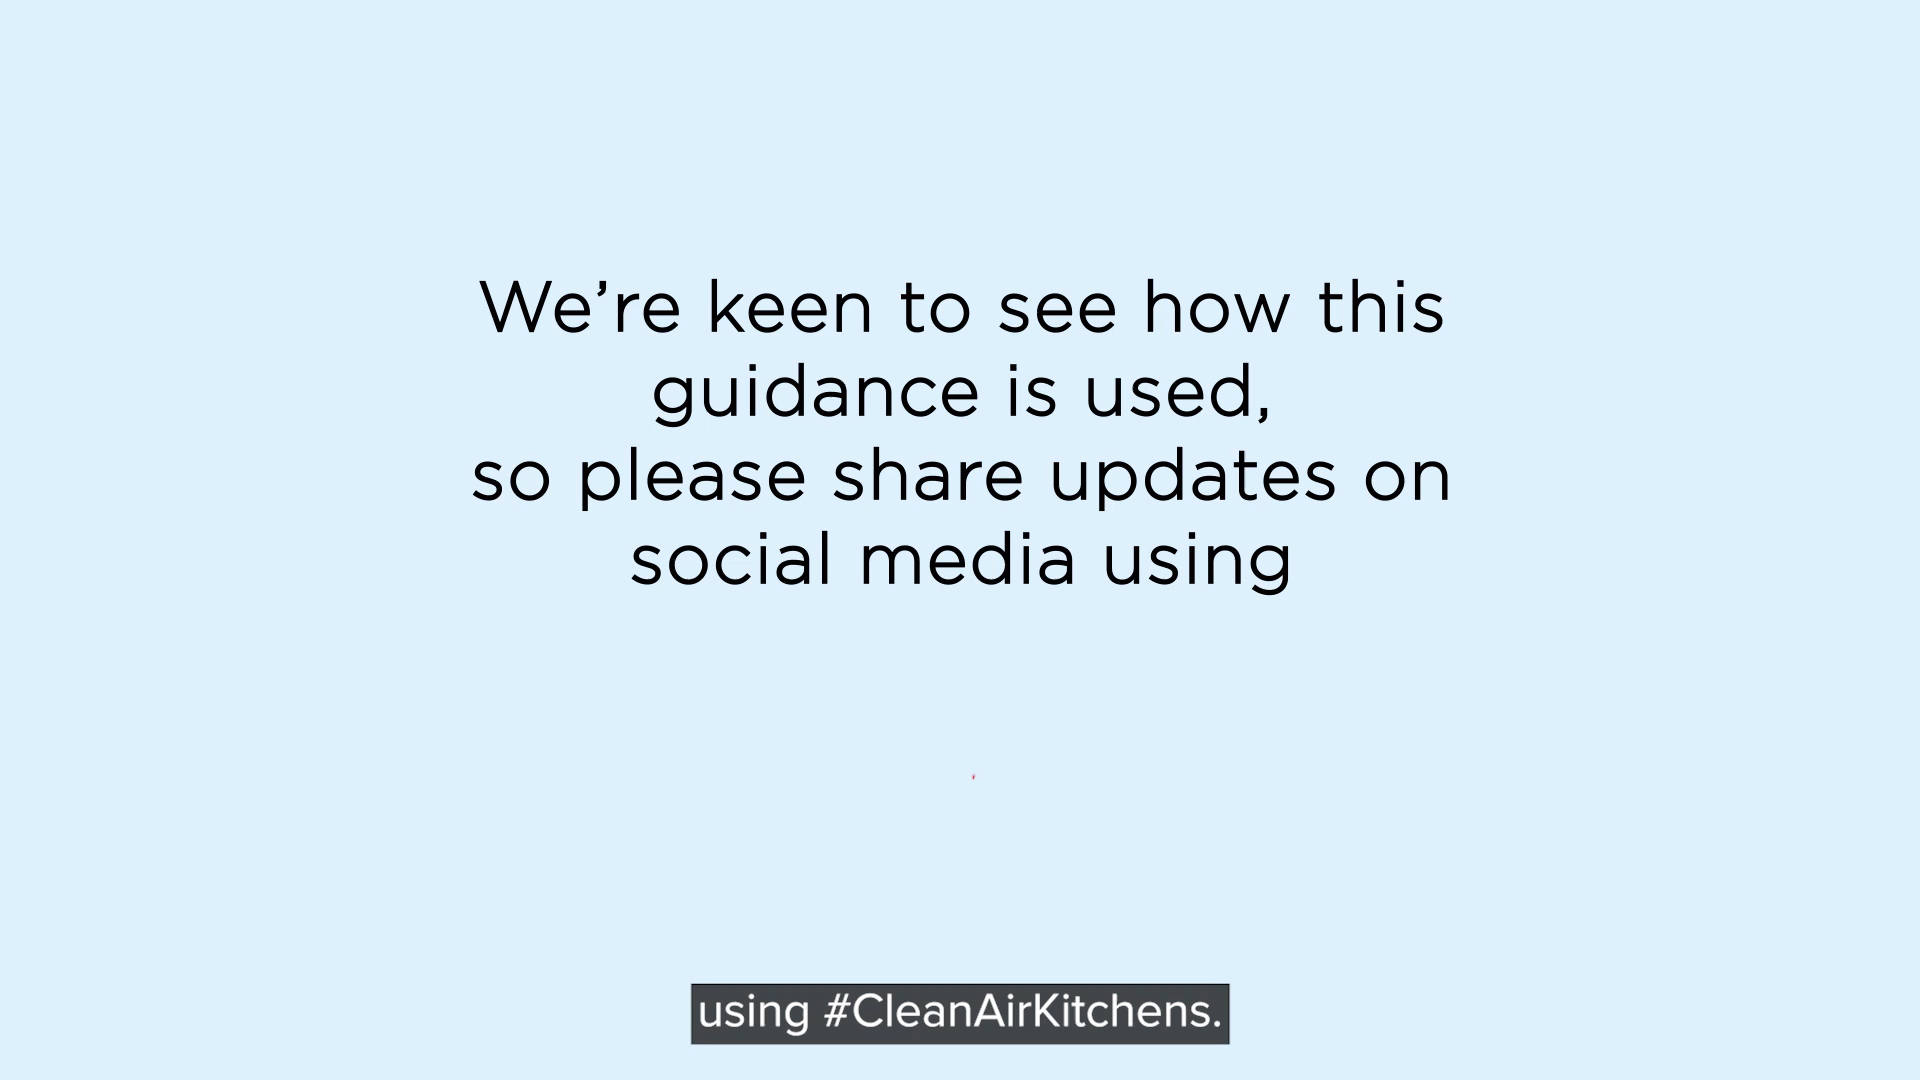 We’re keen to see how this
guidance is used,
so please share updates on
social media using
using #CleanAirKitchens.